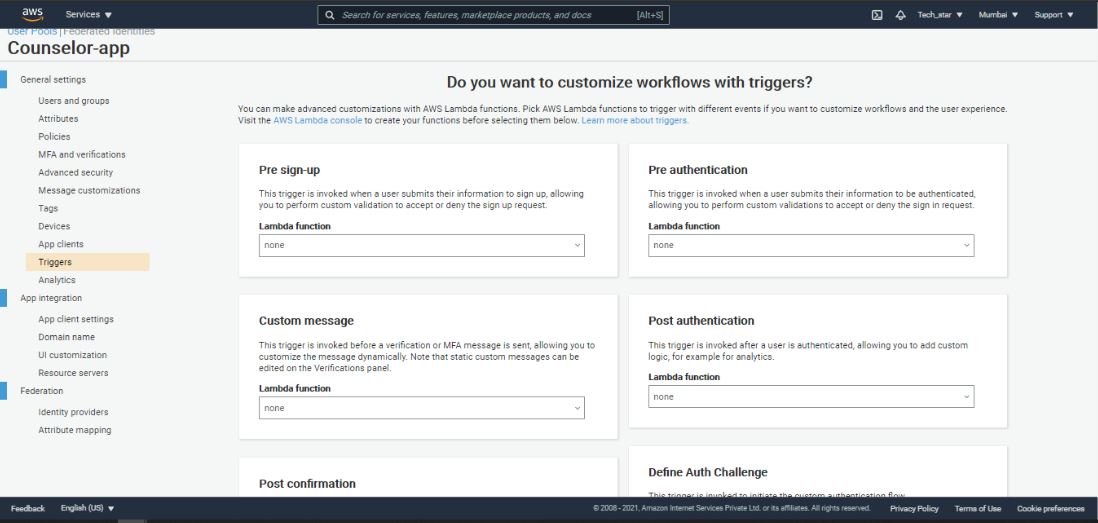 aws
Services ▼
Search for services, features, marketplace products, and docs [Alt+S]
Tech_star ▼
Mumbai ▼
Support ▼
User Pools | Federated Identities
Counselor-app
General settings
Users and groups
Attributes
Policies
MFA and verifications
Advanced security
Message customizations
Tags
Devices
App clients
Triggers
Analytics
App integration
App client settings
Domain name
UI customization
Resource servers
Federation
Identity providers
Attribute mapping
Do you want to customize workflows with triggers?
You can make advanced customizations with AWS Lambda functions. Pick AWS Lambda functions to trigger with different events if you want to customize workflows and the user experience.
Visit the AWS Lambda console to create your functions before selecting them below. Learn more about triggers.
Pre sign-up
This trigger is invoked when a user submits their information to sign up, allowing
you to perform custom validation to accept or deny the sign up request.
Lambda function
none
Pre authentication
This trigger is invoked when a user submits their information to be authenticated,
allowing you to perform custom validations to accept or deny the sign in request.
Lambda function
none
Custom message
This trigger is invoked before a verification or MFA message is sent, allowing you to
customize the message dynamically. Note that static custom messages can be
edited on the Verifications panel.
Lambda function
none
Post authentication
This trigger is invoked after a user is authenticated, allowing you to add custom
logic, for example for analytics.
Lambda function
none
Post confirmation
Define Auth Challenge
This trigger is invoked to initiate the custom authentication flow.
Feedback
English (US) ▼
© 2008 - 2021, Amazon Internet Services Private Ltd. or its affiliates. All rights reserved.
Privacy Policy
Terms of Use
Cookie preferences